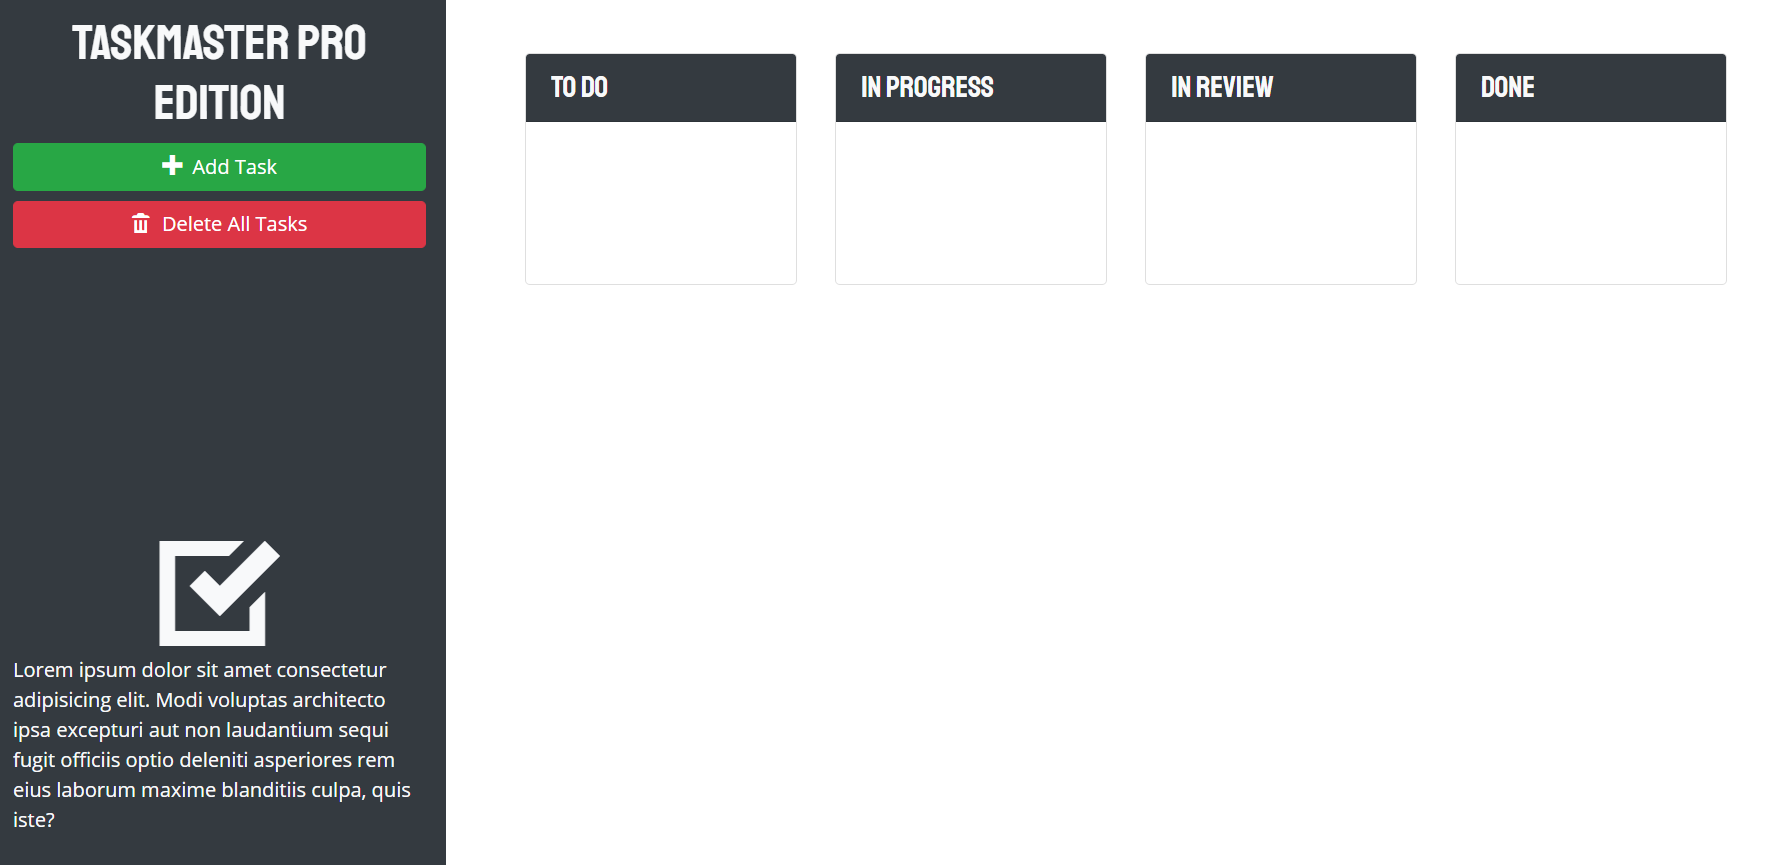 TASKMASTER PRO
EDITION
Add Task
Delete All Tasks
Lorem ipsum dolor sit amet consectetur
adipisicing elit. Modi voluptas architecto
ipsa excepturi aut non laudantium sequi
fugit officiis optio deleniti asperiores rem
eius laborum maxime blanditiis culpa, quis
iste?
TO DO
IN PROGRESS
IN REVIEW
DONE